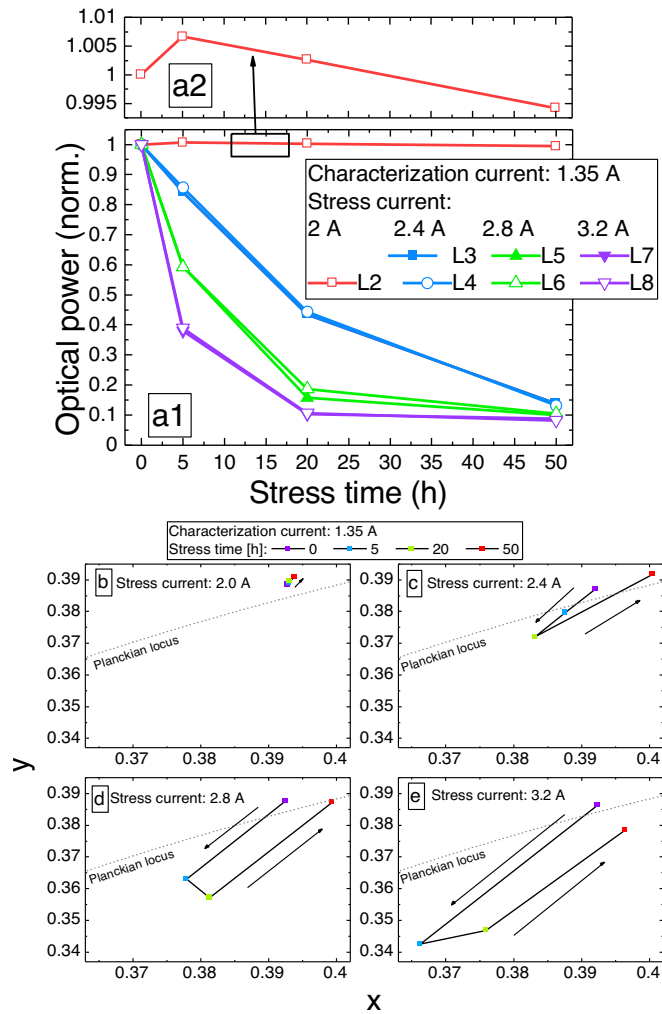 1.01
1.005
1
0.995
a2
Optical power (norm.)
1
0.9
0.8
0.7
0.6
0.5
0.4
0.3
0.2
0.1
0
Characterization current: 1.35 A
Stress current:
2 A 2.4 A 2.8 A 3.2 A
L3 L5 L7
L2 L4 L6 L8
a1
0 5 10 15 20 25 30 35 40 45 50
Stress time (h)
Characterization current: 1.35 A
Stress time [h]: 0 5 20 50
y
0.39
0.38
0.37
0.36
0.35
0.34
b Stress current: 2.0 A
Planckian locus
0.37 0.38 0.39 0.4
0.39
0.38
0.37
0.36
0.35
0.34
c Stress current: 2.4 A
Planckian locus
0.37 0.38 0.39 0.4
0.39
0.38
0.37
0.36
0.35
0.34
d Stress current: 2.8 A
Planckian locus
0.37 0.38 0.39 0.4
0.39
0.38
0.37
0.36
0.35
0.34
e Stress current: 3.2 A
Planckian locus
0.37 0.38 0.39 0.4
x